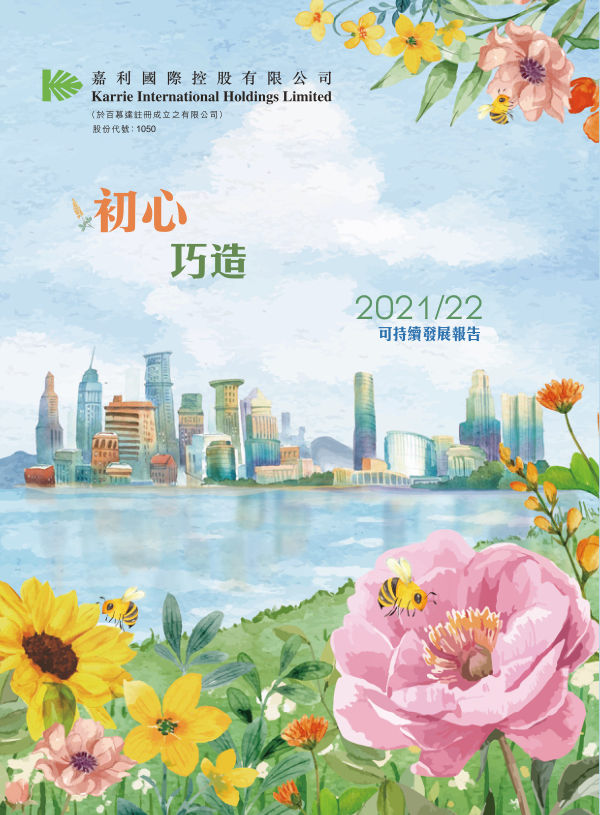 嘉利國際控股有限公司
Karrie International Holdings Limited
（於百慕達註冊成立之有限公司）
股份代號：1050
初心
巧造
2021/22
可持續發展報告